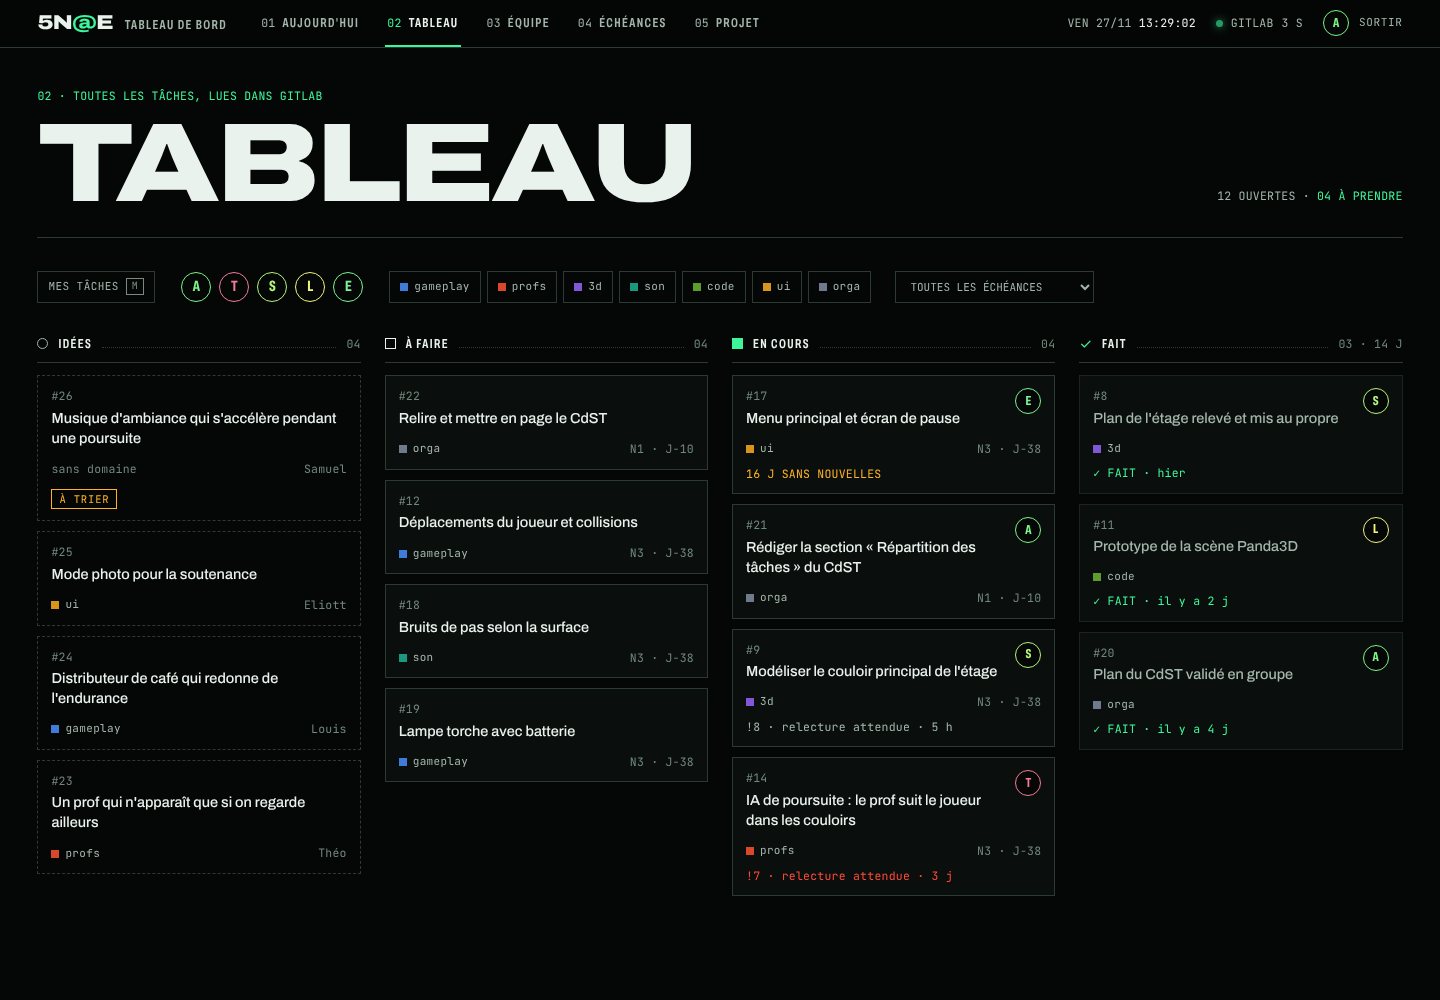 5N@E TABLEAU DE BORD 01 AUJOURD'HUI 02 TABLEAU 03 ÉQUIPE 04 ÉCHÉANCES 05 PROJET VEN 27/11 13:29:02 GITLAB 3 S A SORTIR
02 · TOUTES LES TÂCHES, LUES DANS GITLAB
TABLEAU
12 OUVERTES · 04 À PRENDRE
MES TÂCHES M A T S L E gameplay profs 3d son code ui orga TOUTES LES ÉCHÉANCES
IDÉES 04
#26
Musique d'ambiance qui s'accélère pendant
une poursuite
sans domaine Samuel
À TRIER
#25
Mode photo pour la soutenance
ui Eliott
#24
Distributeur de café qui redonne de
l'endurance
gameplay Louis
#23
Un prof qui n'apparaît que si on regarde
ailleurs
profs Théo
À FAIRE 04
#22
Relire et mettre en page le CdST
orga N1 · J-10
#12
Déplacements du joueur et collisions
gameplay N3 · J-38
#18
Bruits de pas selon la surface
son N3 · J-38
#19
Lampe torche avec batterie
gameplay N3 · J-38
EN COURS 04
#17 E
Menu principal et écran de pause
ui N3 · J-38
16 J SANS NOUVELLES
#21 A
Rédiger la section « Répartition des
tâches » du CdST
orga N1 · J-10
#9 S
Modéliser le couloir principal de l'étage
3d N3 · J-38
!8 · relecture attendue · 5 h
#14 T
IA de poursuite : le prof suit le joueur
dans les couloirs
profs N3 · J-38
!7 · relecture attendue · 3 j
✓ FAIT 03 · 14 J
#8 S
Plan de l'étage relevé et mis au propre
3d
✓ FAIT · hier
#11 L
Prototype de la scène Panda3D
code
✓ FAIT · il y a 2 j
#20 A
Plan du CdST validé en groupe
orga
✓ FAIT · il y a 4 j